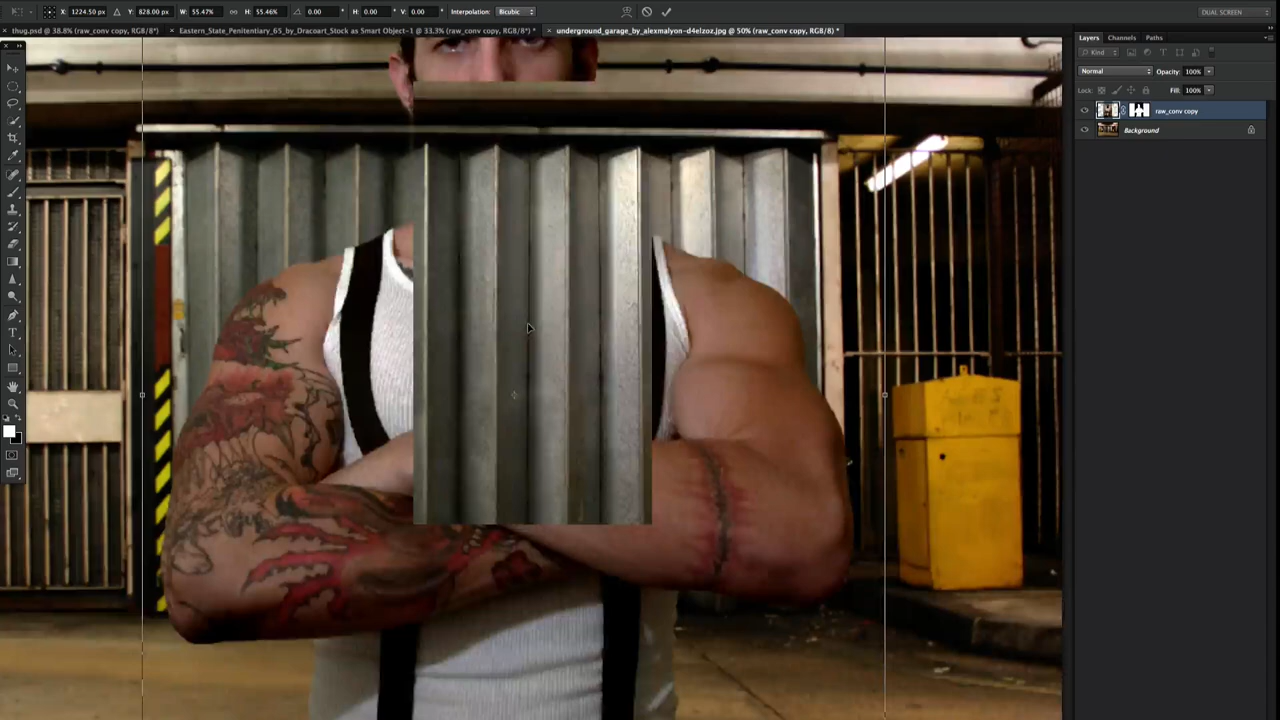 X: 1224.50 px Y: 828.00 px W: 55.47% H: 55.46% 0.00 ° H: 0.00 ° V: 0.00 ° Interpolation: Bicubic DUAL SCREEN
× thug.psd @ 38.8% (raw_conv copy, RGB/8*) × Eastern_State_Penitentiary_65_by_Dracoart_Stock as Smart Object-1 @ 33.3% (raw_conv copy, RGB/8*) * × underground_garage_by_alexmalyon-d4elzoz.jpg @ 50% (raw_conv copy, RGB/8) *
Layers Channels Paths
Kind
Normal Opacity: 100%
Lock: Fill: 100%
raw_conv copy
Background